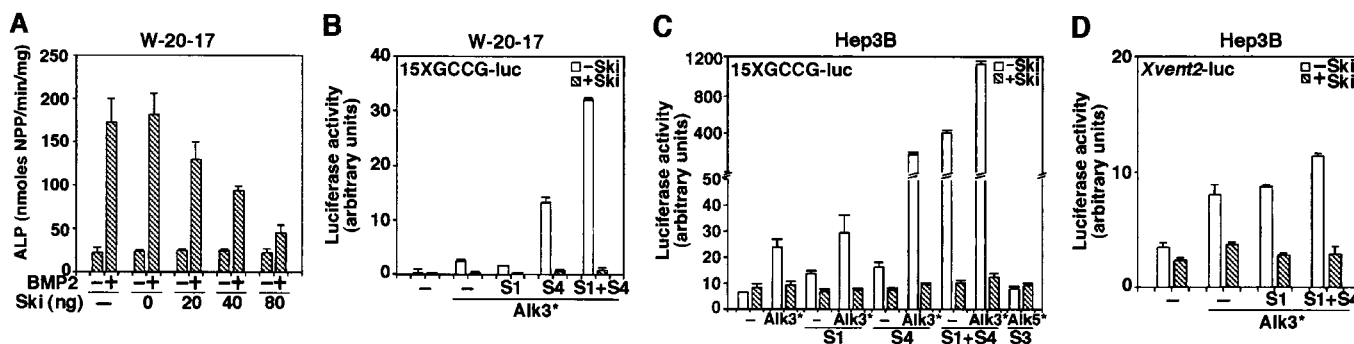 A
W-20-17
ALP (nmoles NPP/min/mg)
250
200
150
100
50
0
BMP2 –+ –+ –+ –+ –+
Ski (ng) – 0 20 40 80
B
W-20-17
15XGCCG-luc
–Ski
+Ski
Luciferase activity
(arbitrary units)
40
30
20
10
0
– – S1 S4 S1+S4
Alk3*
C
Hep3B
15XGCCG-luc
–Ski
+Ski
Luciferase activity
(arbitrary units)
1200
400
50
40
30
20
10
0
– Alk3* – Alk3* – Alk3* – Alk3* Alk5*
S1 S4 S1+S4 S3
D
Hep3B
Xvent2-luc
–Ski
+Ski
Luciferase activity
(arbitrary units)
20
10
0
– – S1 S1+S4
Alk3*